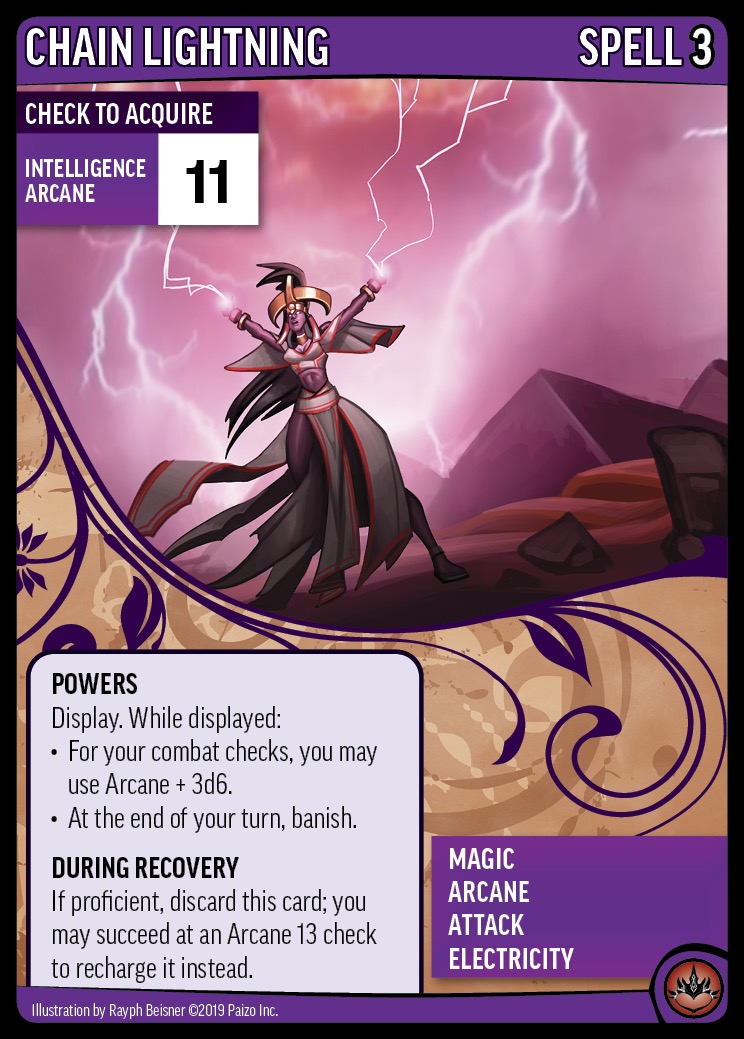 CHAIN LIGHTNING
SPELL 3
CHECK TO ACQUIRE
INTELLIGENCE
ARCANE
11
POWERS
Display. While displayed:
• For your combat checks, you may
use Arcane + 3d6.
• At the end of your turn, banish.
DURING RECOVERY
If proficient, discard this card; you
may succeed at an Arcane 13 check
to recharge it instead.
MAGIC
ARCANE
ATTACK
ELECTRICITY
Illustration by Rayph Beisner ©2019 Paizo Inc.